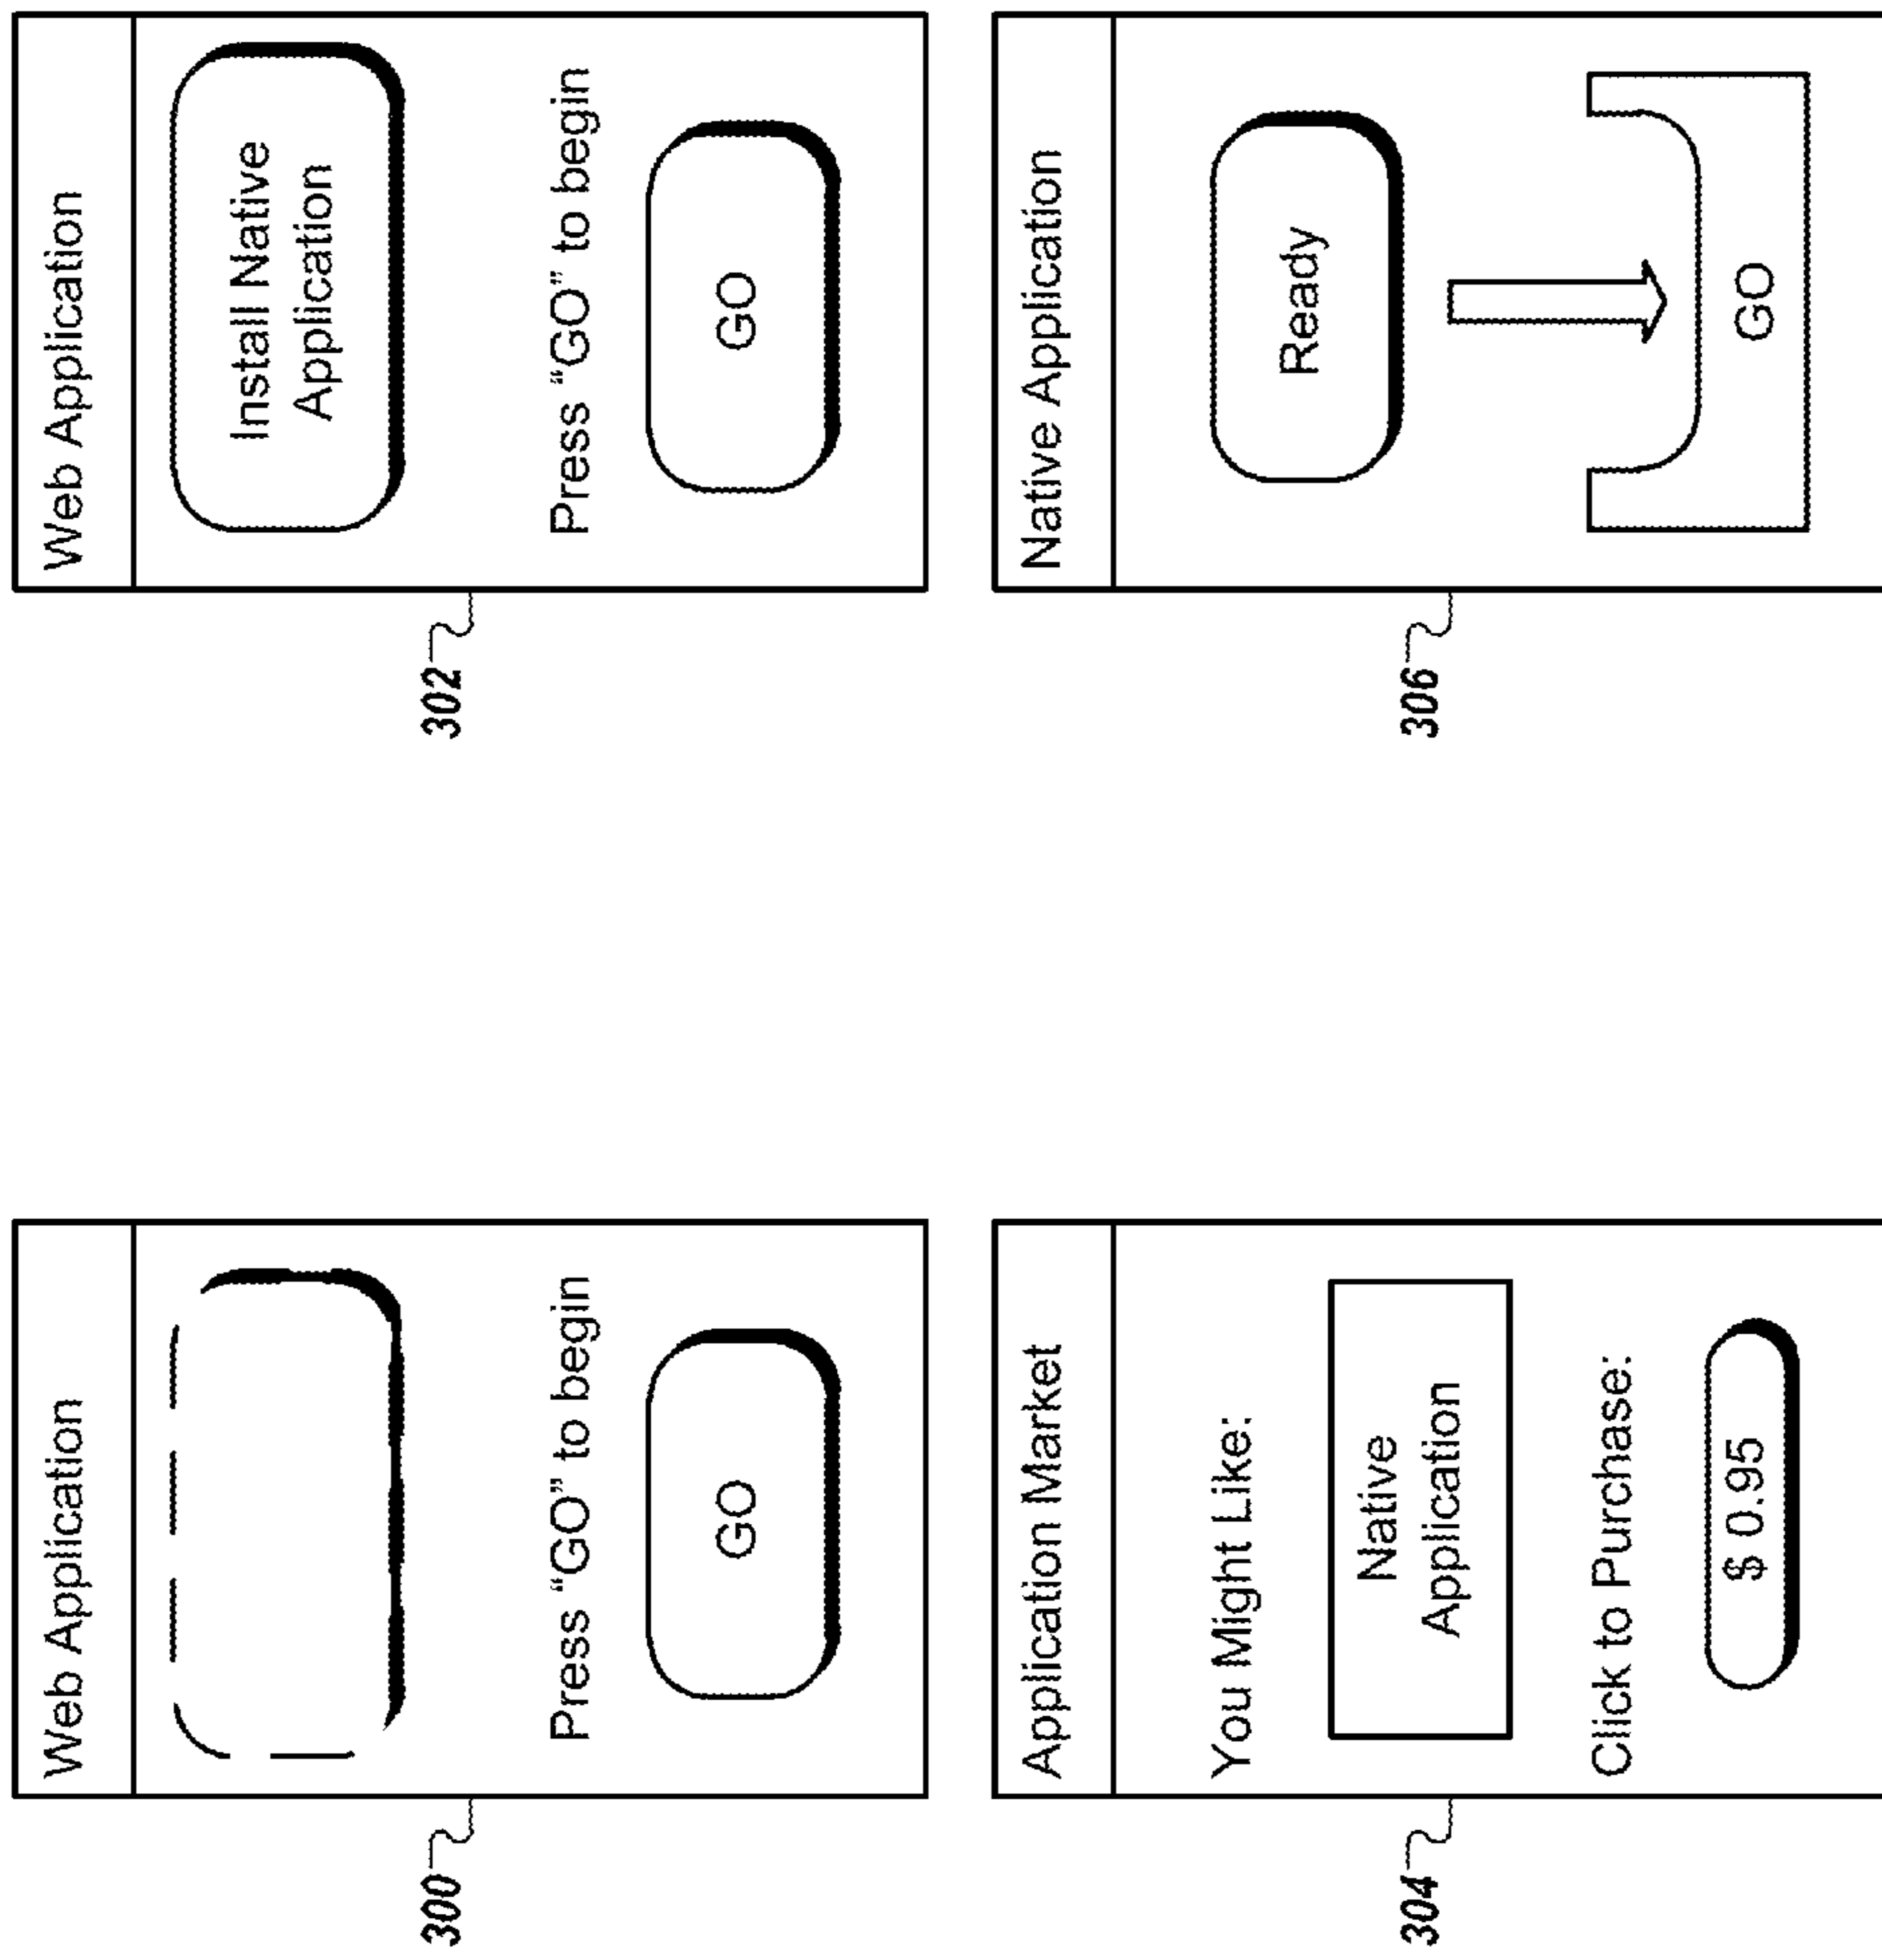 300
Web Application
Press “GO” to begin
GO
302
Web Application
Install Native
Application
Press “GO” to begin
GO
304
Application Market
You Might Like:
Native
Application
Click to Purchase:
$ 0.95
306
Native Application
Ready
GO